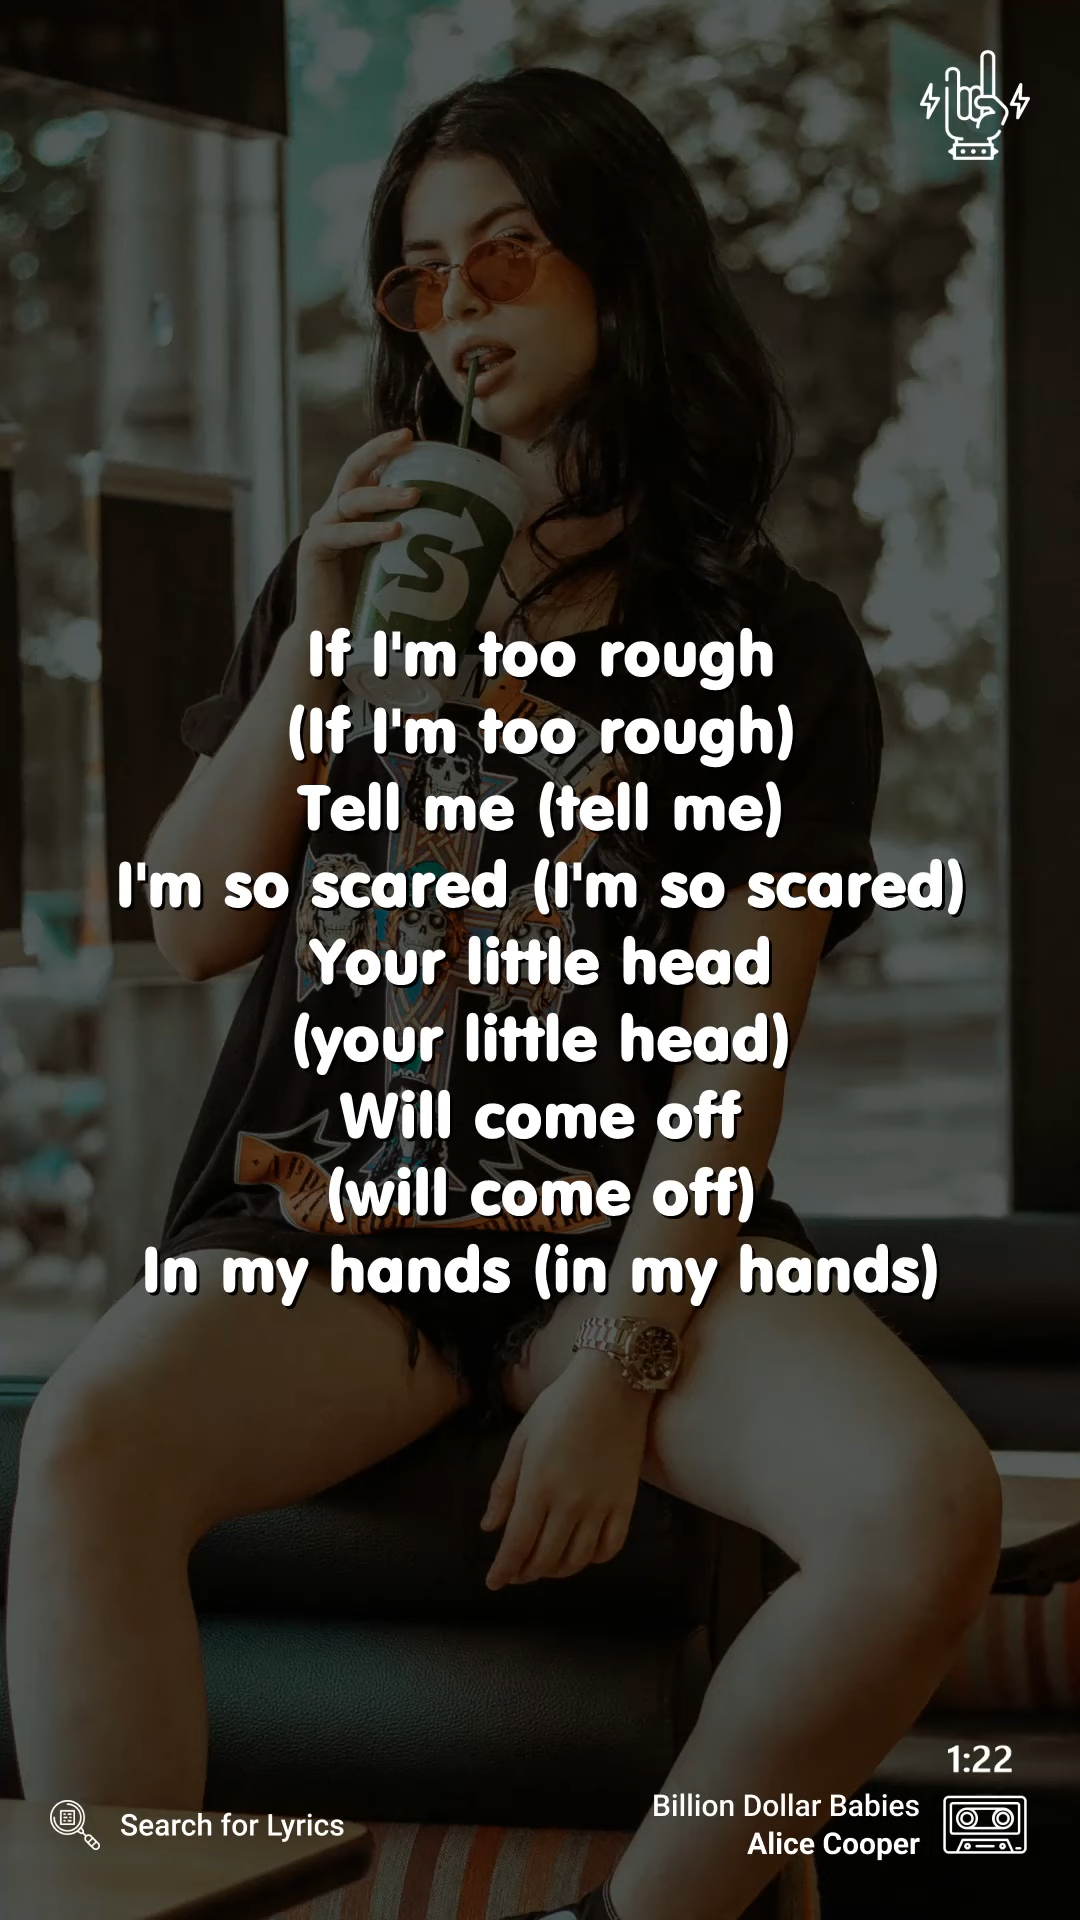 S
If I'm too rough
(If I'm too rough)
Tell me (tell me)
I'm so scared (I'm so scared)
Your little head
(your little head)
Will come off
(will come off)
In my hands (in my hands)
1:22
Search for Lyrics
Billion Dollar Babies
Alice Cooper